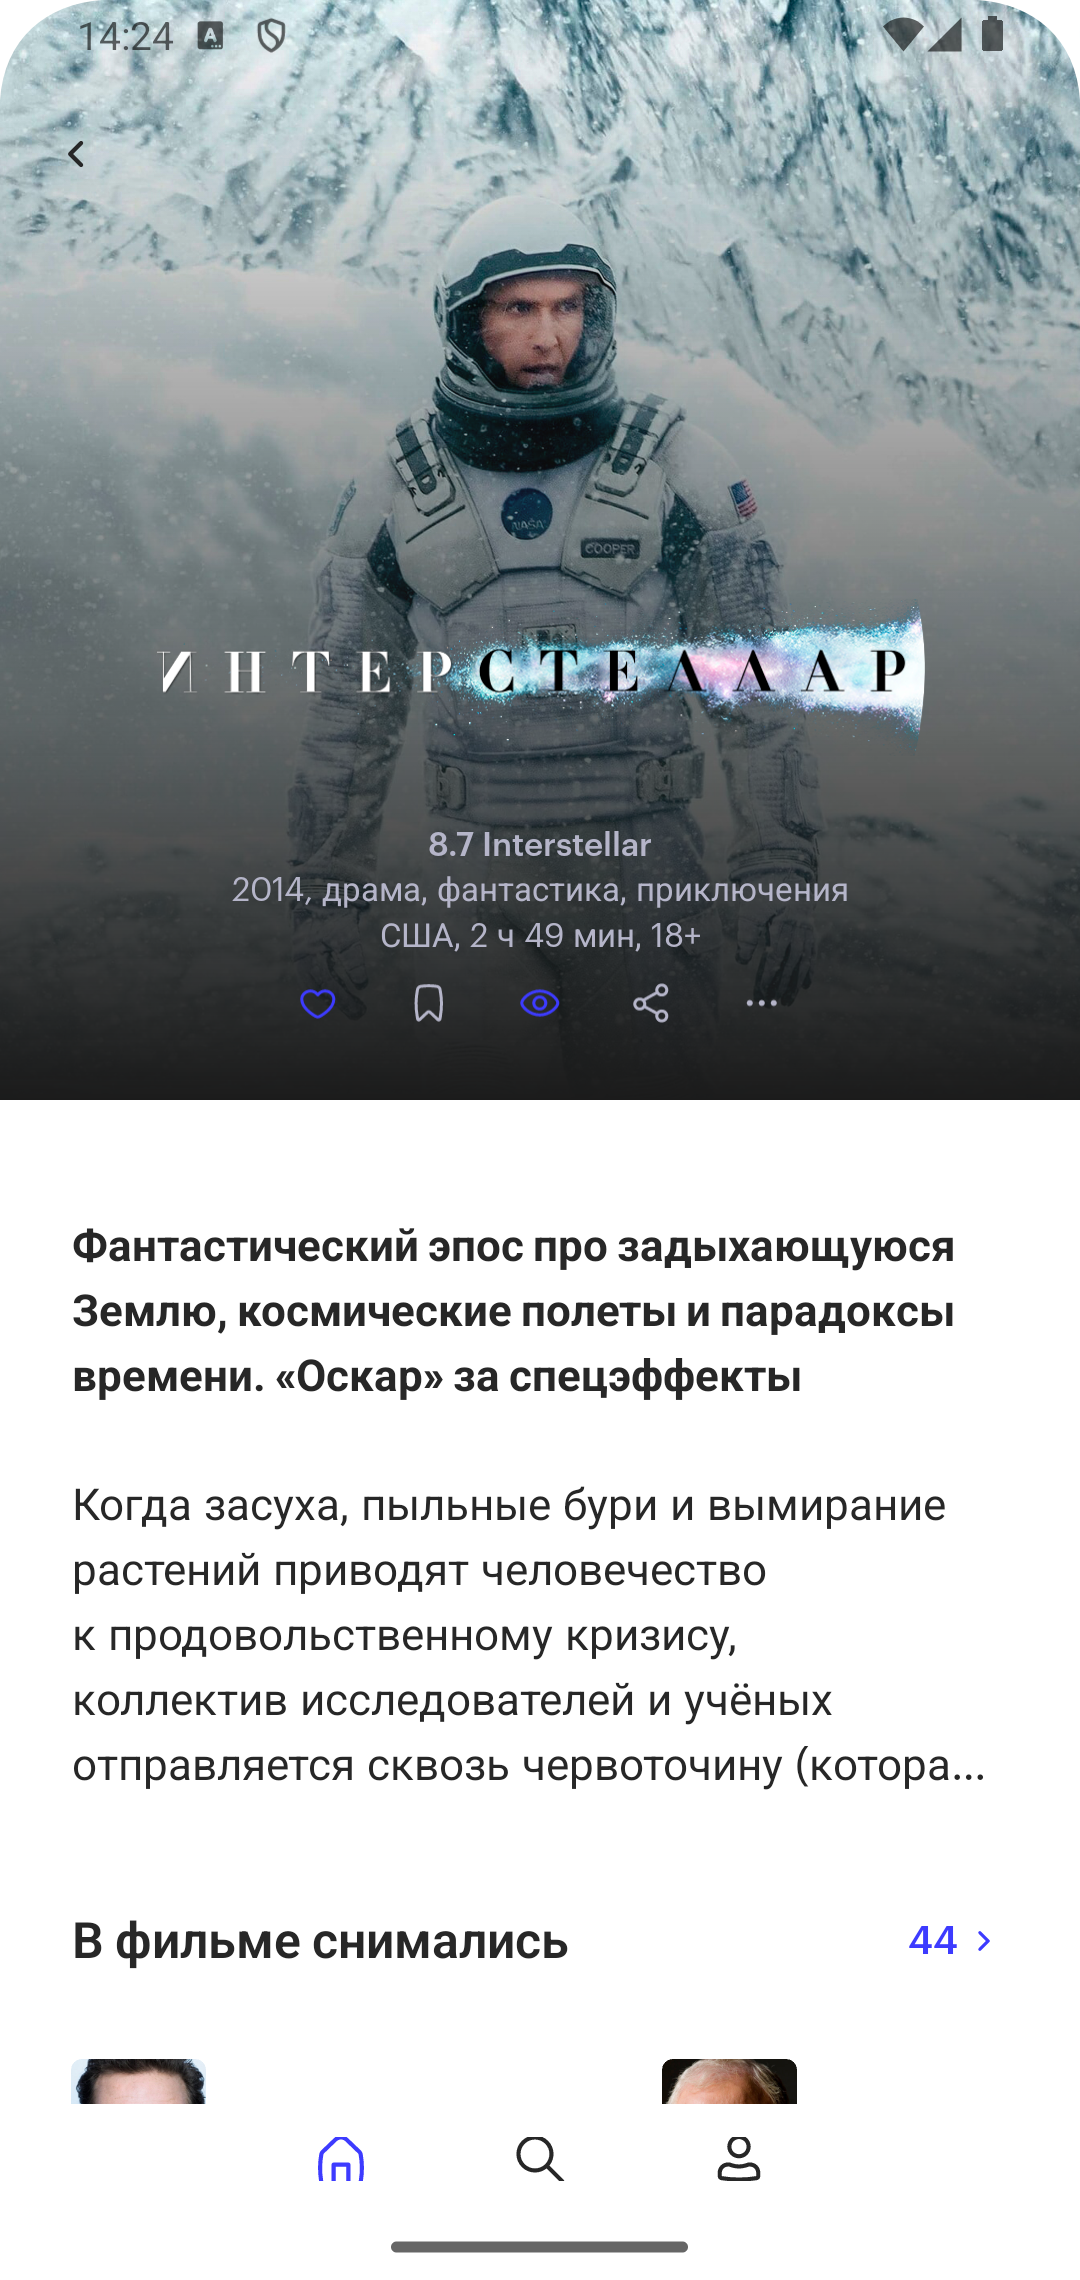 14:24
A
NASA
COOPER
ИНТЕРСТЕЛЛАР
8.7 Interstellar
2014, драма, фантастика, приключения
США, 2 ч 49 мин, 18+
Фантастический эпос про задыхающуюся
Землю, космические полеты и парадоксы
времени. «Оскар» за спецэффекты
Когда засуха, пыльные бури и вымирание
растений приводят человечество
к продовольственному кризису,
коллектив исследователей и учёных
отправляется сквозь червоточину (котора...
В фильме снимались
44